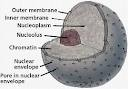 Outer membrane
Inner membrane
Nucleoplasm
Nucleolus
Chromatin
Nuclear
envelope
Pore in nuclear
envelope